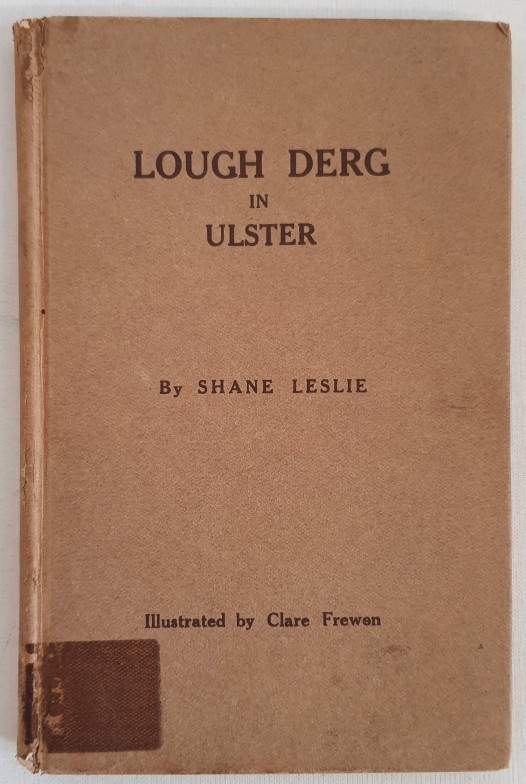 LOUGH DERG
IN
ULSTER
By SHANE LESLIE
Illustrated by Clare Frewen